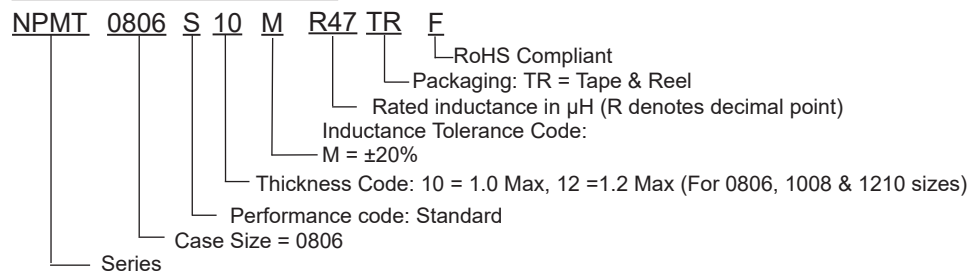 NPMT 0806 S 10 M R47 TR F
RoHS Compliant
Packaging: TR = Tape & Reel
Rated inductance in µH (R denotes decimal point)
Inductance Tolerance Code:
M = ±20%
Thickness Code: 10 = 1.0 Max, 12 =1.2 Max (For 0806, 1008 & 1210 sizes)
Performance code: Standard
Case Size = 0806
Series